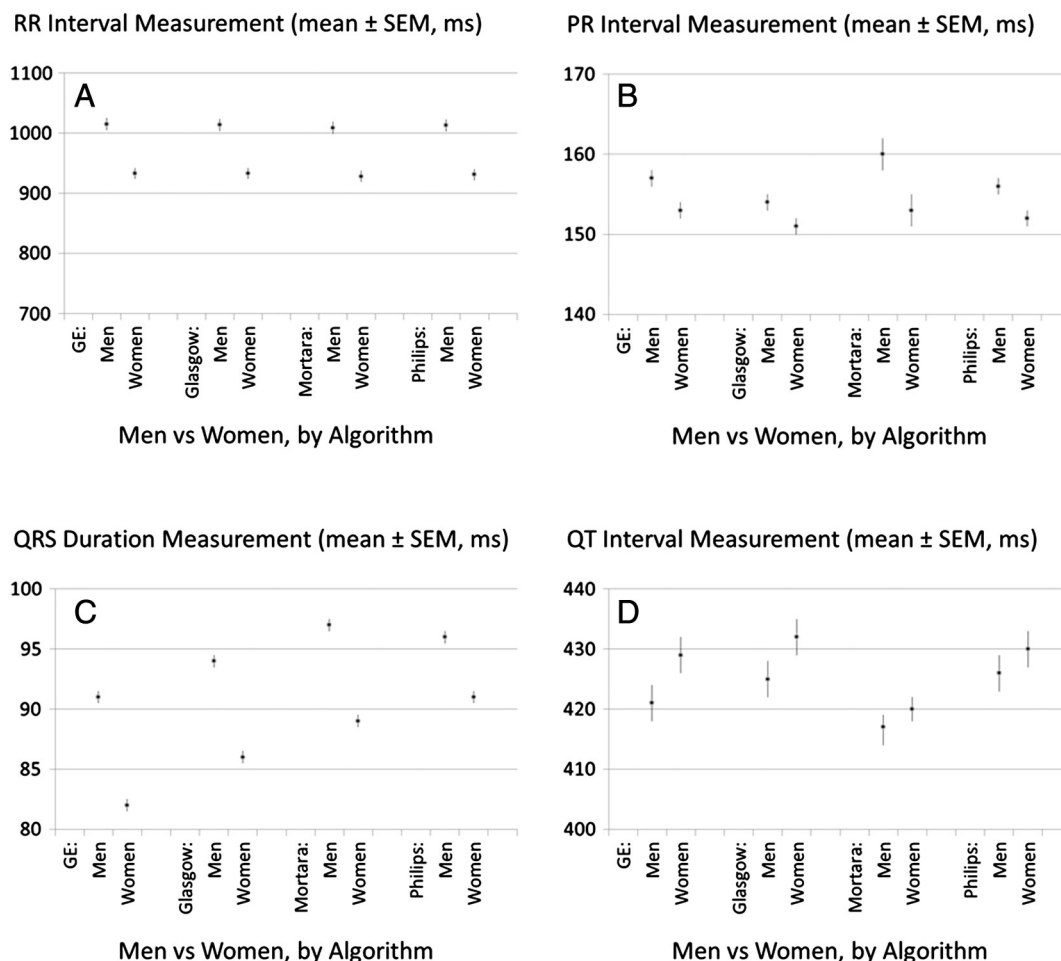 RR Interval Measurement (mean ± SEM, ms)
1100
1000
900
800
700
A
GE:
Men
Women
Glasgow:
Men
Women
Mortara:
Men
Women
Philips:
Men
Women
Men vs Women, by Algorithm
PR Interval Measurement (mean ± SEM, ms)
170
160
150
140
B
GE:
Men
Women
Glasgow:
Men
Women
Mortara:
Men
Women
Philips:
Men
Women
Men vs Women, by Algorithm
QRS Duration Measurement (mean ± SEM, ms)
100
95
90
85
80
C
GE:
Men
Women
Glasgow:
Men
Women
Mortara:
Men
Women
Philips:
Men
Women
Men vs Women, by Algorithm
QT Interval Measurement (mean ± SEM, ms)
440
430
420
410
400
D
GE:
Men
Women
Glasgow:
Men
Women
Mortara:
Men
Women
Philips:
Men
Women
Men vs Women, by Algorithm